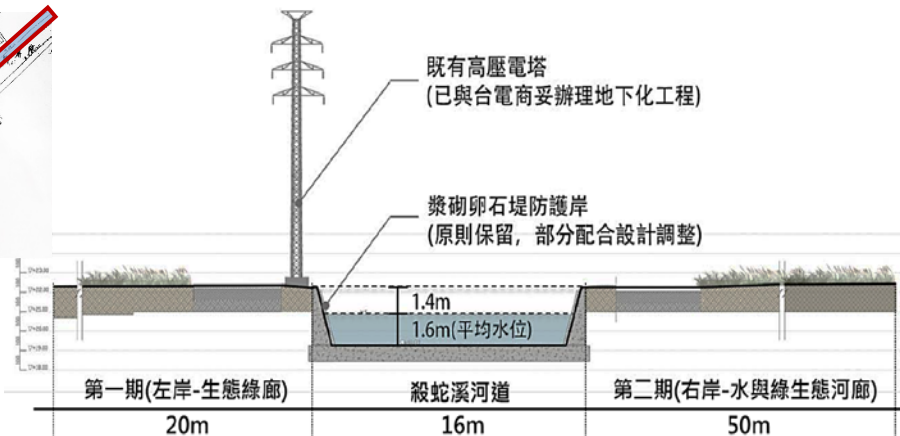 既有高壓電塔
(已與台電商妥辦理地下化工程)
漿砌卵石堤防護岸
(原則保留，部分配合設計調整)
1.4m
1.6m(平均水位)
第一期(左岸-生態綠廊)
殺蛇溪河道
第二期(右岸-水與綠生態河廊)
20m
16m
50m